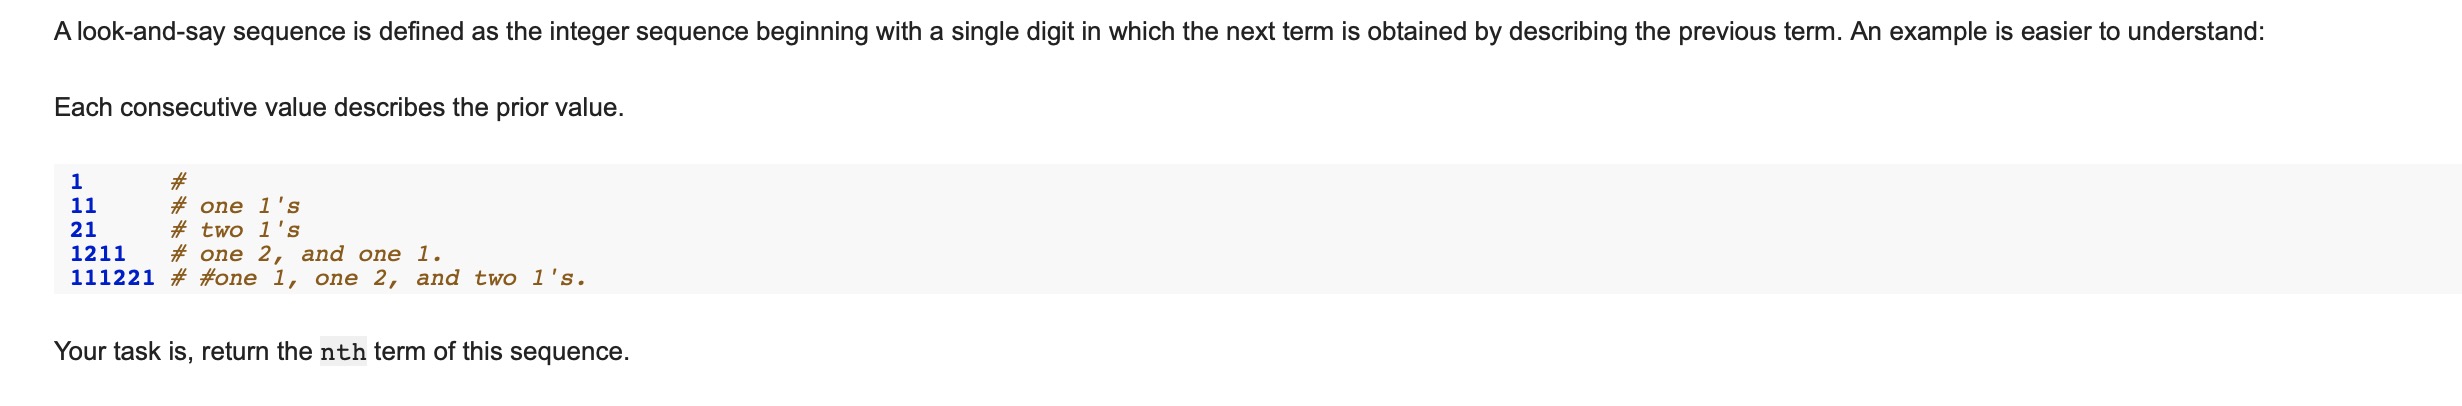 A look-and-say sequence is defined as the integer sequence beginning with a single digit in which the next term is obtained by describing the previous term. An example is easier to understand:
Each consecutive value describes the prior value.
1      #
11     # one 1's
21     # two 1's
1211   # one 2, and one 1.
111221 # #one 1, one 2, and two 1's.
Your task is, return the nth term of this sequence.